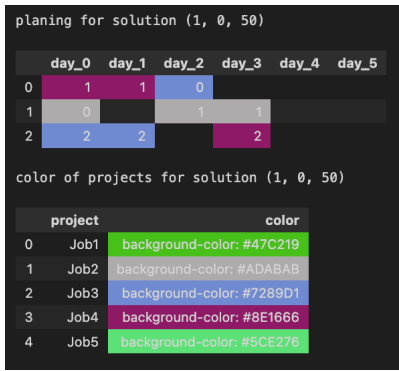 planing for solution (1, 0, 50)
day_0 day_1 day_2 day_3 day_4 day_5
0 1 1 0
1 0 1 1
2 2 2 2
color of projects for solution (1, 0, 50)
project color
0 Job1 background-color: #47C219
1 Job2 background-color: #ADABAB
2 Job3 background-color: #7289D1
3 Job4 background-color: #8E1666
4 Job5 background-color: #5CE276